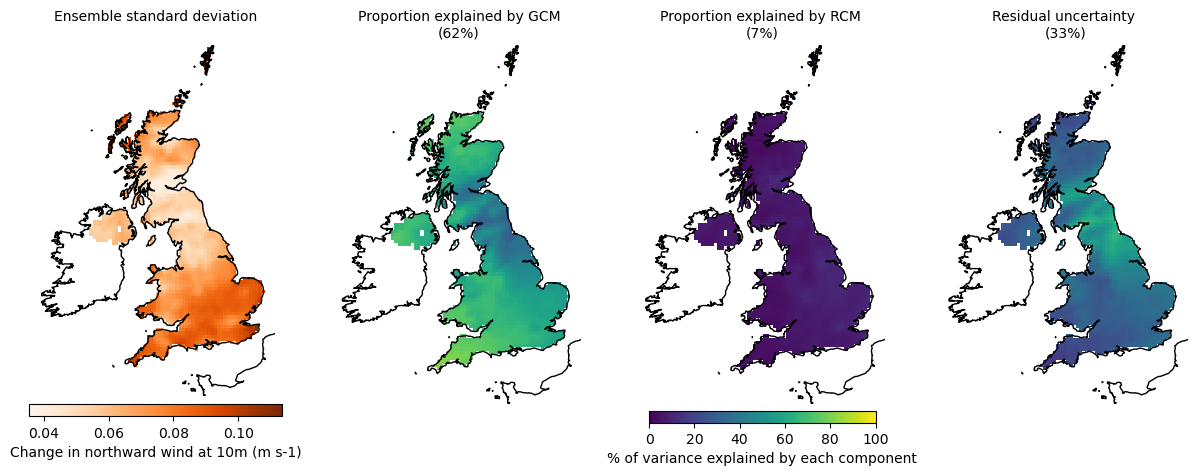 Ensemble standard deviation
Proportion explained by GCM
(62%)
Proportion explained by RCM
(7%)
Residual uncertainty
(33%)
0.04 0.06 0.08 0.10
Change in northward wind at 10m (m s-1)
0 20 40 60 80 100
% of variance explained by each component